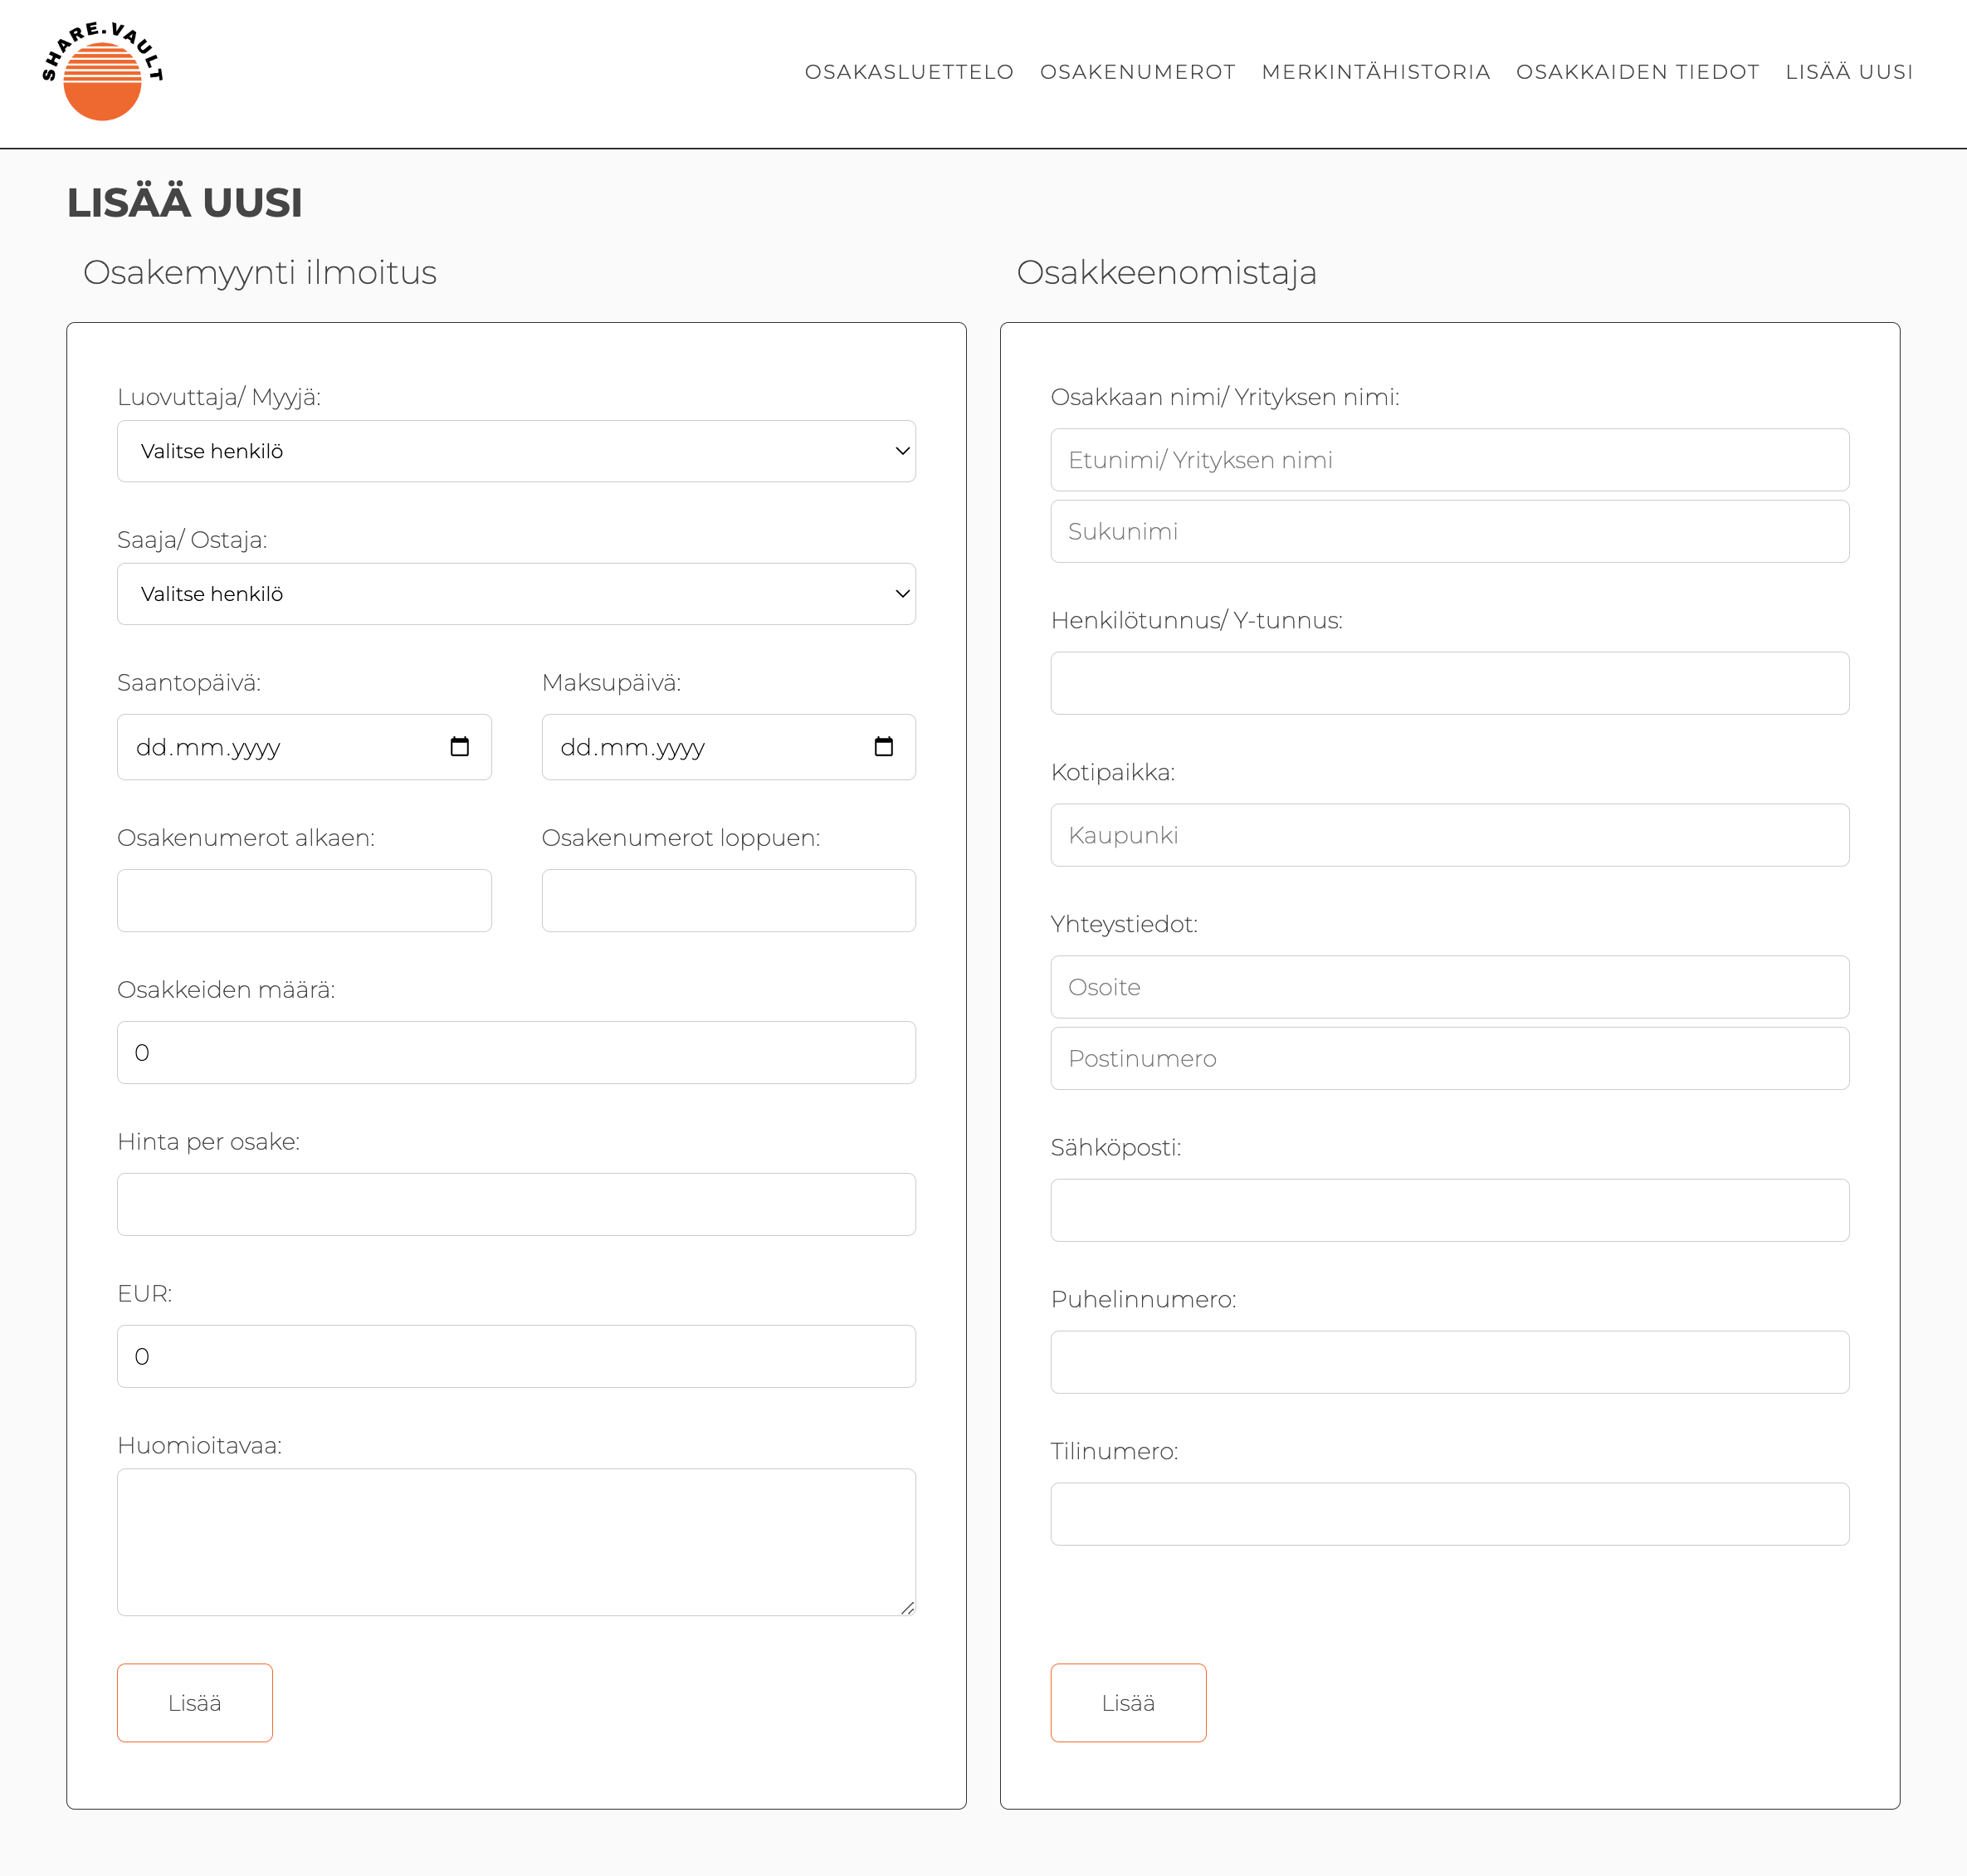 SHARE.VAULT
OSAKASLUETTELO OSAKENUMEROT MERKINTÄHISTORIA OSAKKAIDEN TIEDOT LISÄÄ UUSI
LISÄÄ UUSI
Osakemyynti ilmoitus
Luovuttaja/ Myyjä:
Valitse henkilö
Saaja/ Ostaja:
Valitse henkilö
Saantopäivä: Maksupäivä:
dd.mm.yyyy dd.mm.yyyy
Osakenumerot alkaen: Osakenumerot loppuen:
Osakkeiden määrä:
0
Hinta per osake:
EUR:
0
Huomioitavaa:
Lisää
Osakkeenomistaja
Osakkaan nimi/ Yrityksen nimi:
Etunimi/ Yrityksen nimi
Sukunimi
Henkilötunnus/ Y-tunnus:
Kotipaikka:
Kaupunki
Yhteystiedot:
Osoite
Postinumero
Sähköposti:
Puhelinnumero:
Tilinumero:
Lisää